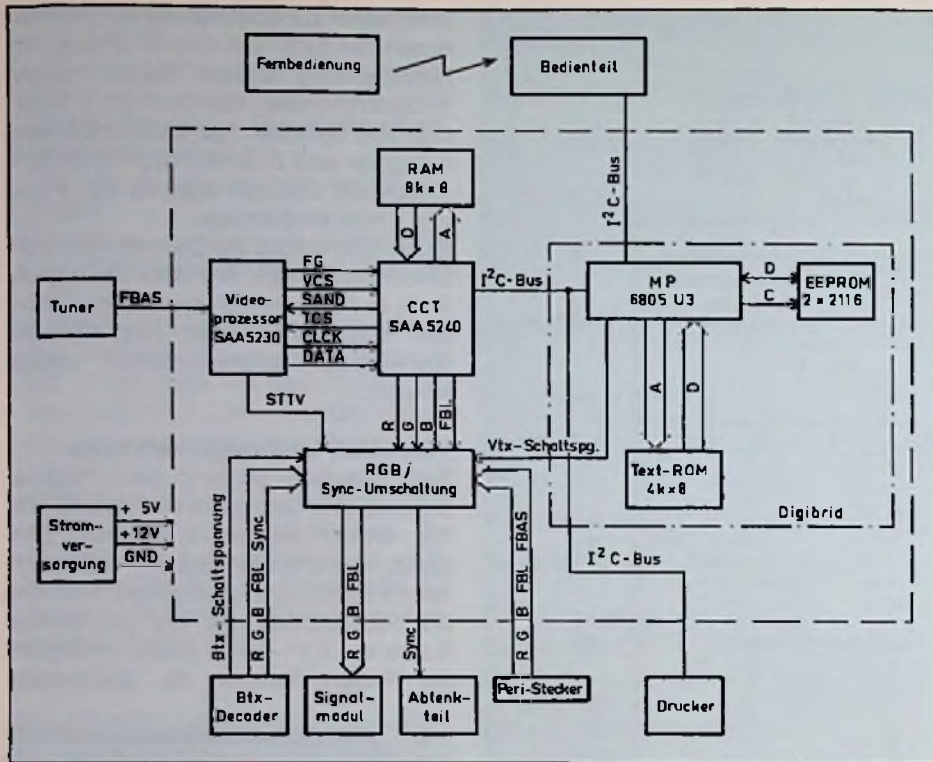 Fernbedienung
Bedienteil
I²C-Bus
RAM
8k×8
D
A
Tuner
FBAS
Video-
prozessor
SAA5230
FG
VCS
SAND
TCS
CLCK
DATA
CCT
SAA5240
I²C-Bus
MP
6805 U3
D
C
EEPROM
2×2116
STTV
R
G
B
FBL
A
D
Vtx-Schaltspg.
RGB/
Sync-Umschaltung
Text-ROM
4k×8
Digibrid
Strom-
ver-
sorgung
+ 5V
+12V
GND
I²C-Bus
Btx-Schaltspannung
R G B FBL Sync
R G B FBL
Sync
R G B FBL FBAS
Btx-
Decoder
Signal-
modul
Ablenk-
teil
Peri-Stecker
Drucker